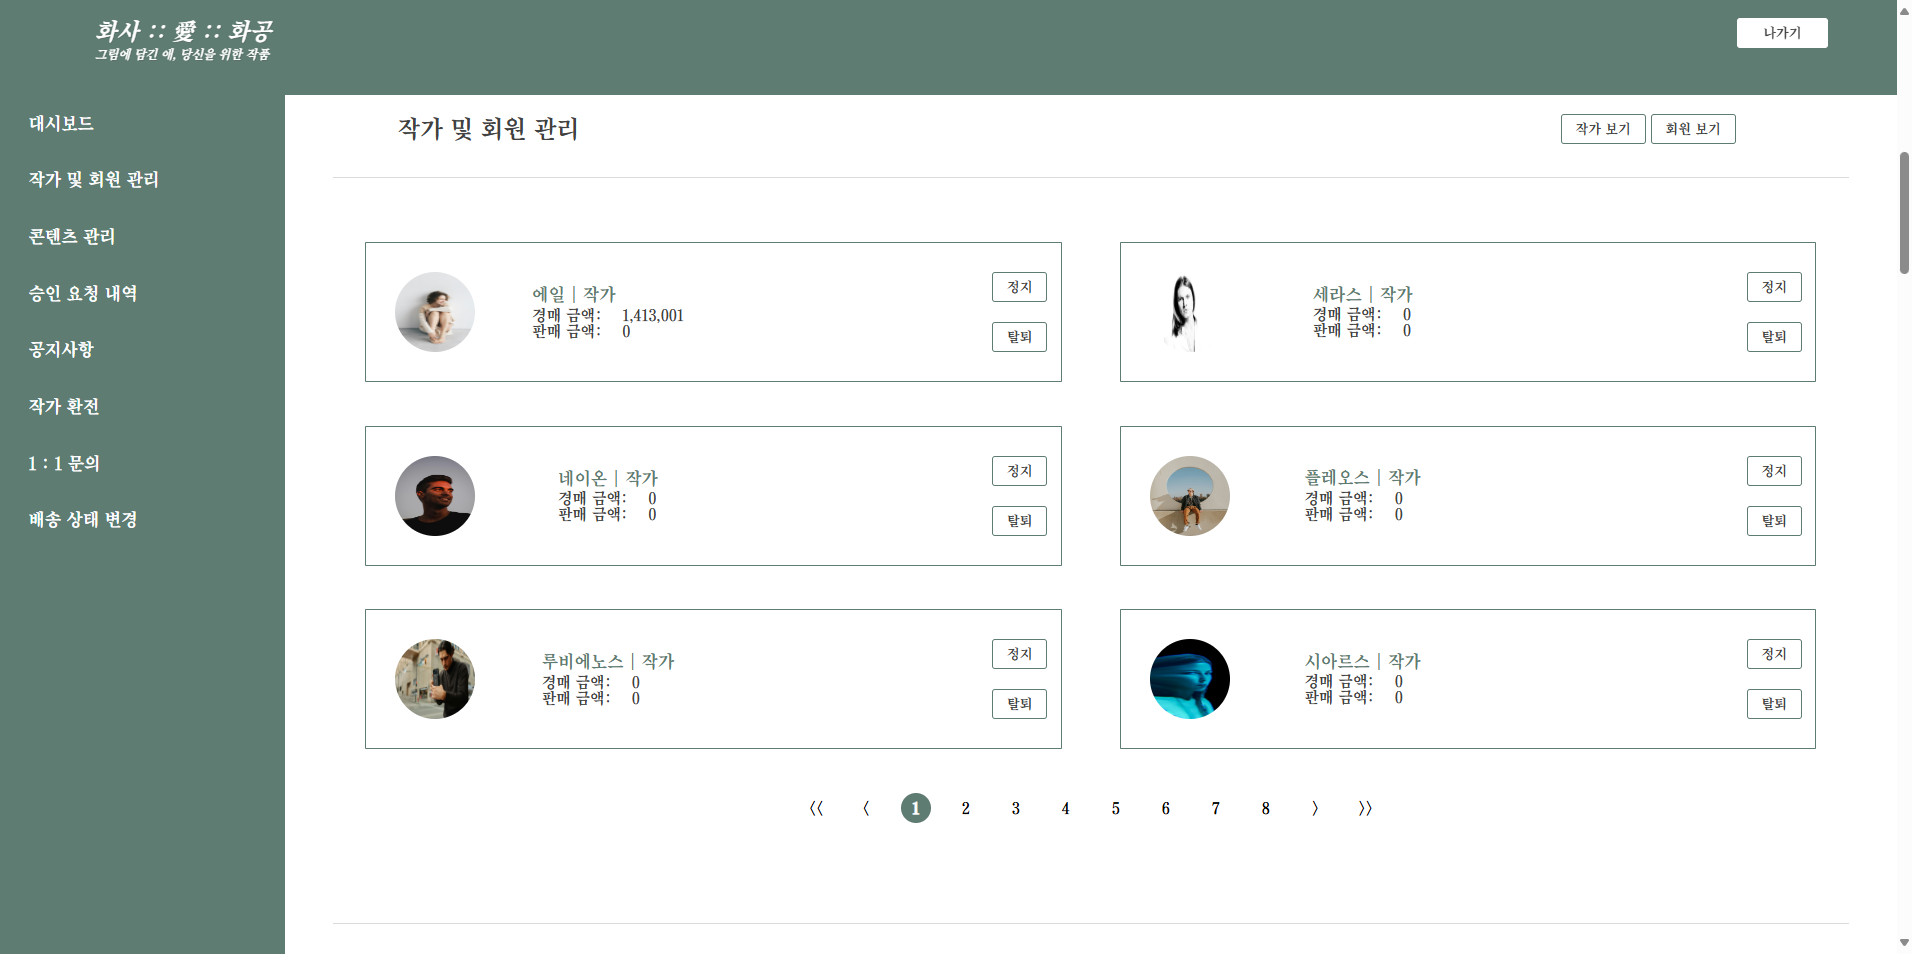 화사 :: 愛 :: 화공
그림에 담긴 애, 당신을 위한 작품
나가기
대시보드
작가 및 회원 관리
콘텐츠 관리
승인 요청 내역
공지사항
작가 환전
1 : 1 문의
배송 상태 변경
작가 및 회원 관리
작가 보기 회원 보기
에일 | 작가
경매 금액: 1,413,001
판매 금액: 0
정지
탈퇴
세라스 | 작가
경매 금액: 0
판매 금액: 0
정지
탈퇴
네이온 | 작가
경매 금액: 0
판매 금액: 0
정지
탈퇴
플레오스 | 작가
경매 금액: 0
판매 금액: 0
정지
탈퇴
루비에노스 | 작가
경매 금액: 0
판매 금액: 0
정지
탈퇴
시아르스 | 작가
경매 금액: 0
판매 금액: 0
정지
탈퇴
〈〈 〈 1 2 3 4 5 6 7 8 〉 〉〉